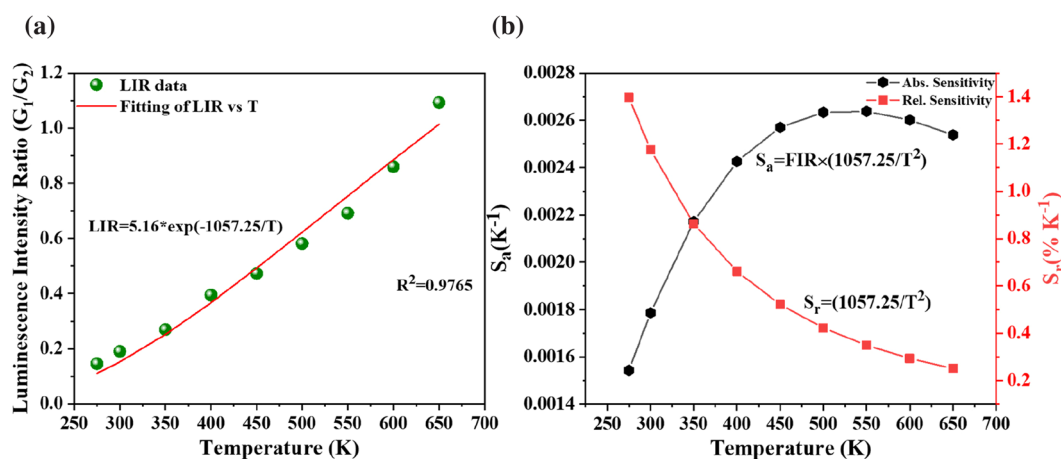 (a)
Luminescence Intensity Ratio (G₁/G₂)
1.2
1.0
0.8
0.6
0.4
0.2
0.0
LIR data
Fitting of LIR vs T
LIR=5.16*exp(-1057.25/T)
R²=0.9765
250 300 350 400 450 500 550 600 650 700
Temperature (K)
(b)
Sₐ(K⁻¹)
0.0028
0.0026
0.0024
0.0022
0.0020
0.0018
0.0016
0.0014
Abs. Sensitivity
Rel. Sensitivity
Sₐ=FIR×(1057.25/T²)
Sᵣ=(1057.25/T²)
1.4
1.2
1.0
0.8
0.6
0.4
0.2
Sᵣ(% K⁻¹)
250 300 350 400 450 500 550 600 650 700
Temperature (K)